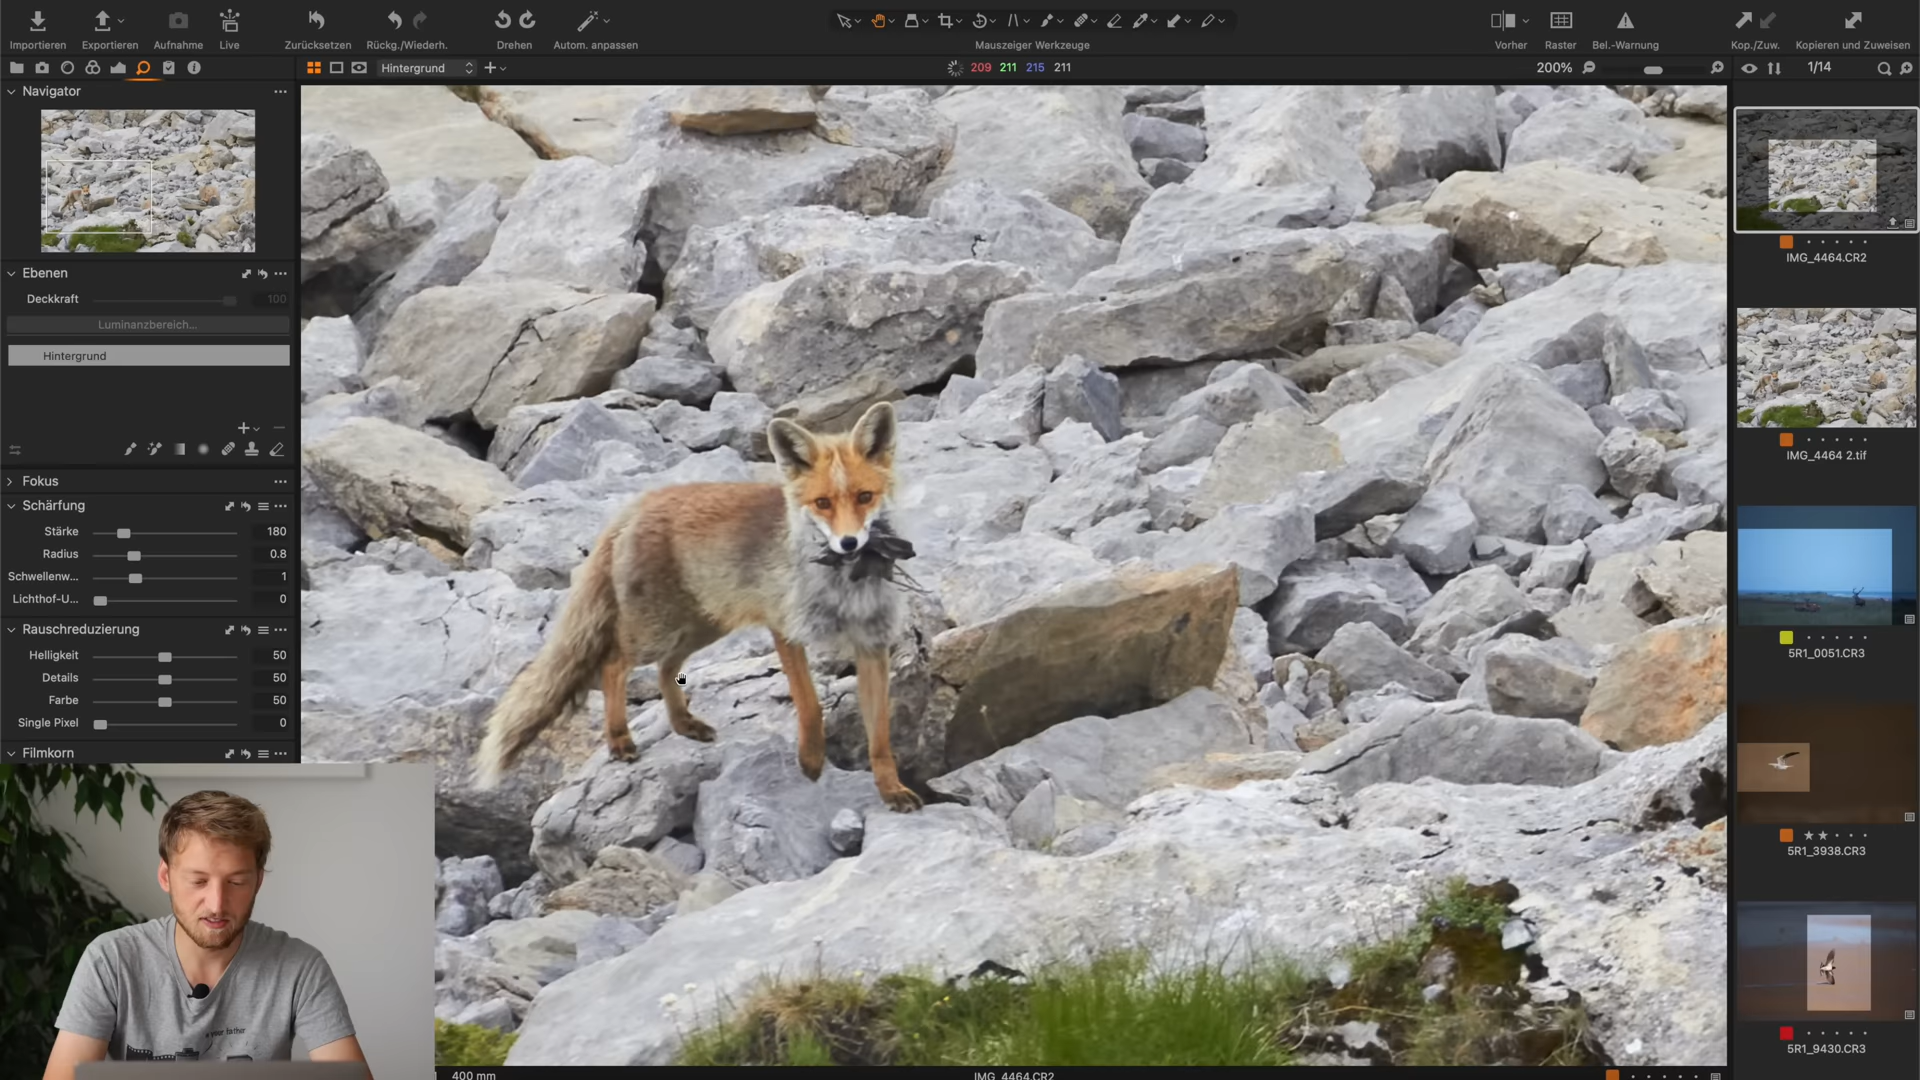 Importieren
Exportieren
Aufnahme
Live
Zurücksetzen
Rückg./Wiederh.
Drehen
Autom. anpassen
Mauszeiger Werkzeuge
Vorher
Raster
Bel.-Warnung
Kop./Zuw.
Kopieren und Zuweisen
Hintergrund
209 211 215 211
200%
1/14
Navigator
Ebenen
Deckkraft 100
Luminanzbereich...
Hintergrund
Fokus
Schärfung
Stärke 180
Radius 0.8
Schwellenw... 1
Lichthof-U... 0
Rauschreduzierung
Helligkeit 50
Details 50
Farbe 50
Single Pixel 0
Filmkorn
IMG_4464.CR2
IMG_4464 2.tif
5R1_0051.CR3
5R1_3938.CR3
5R1_9430.CR3
your father
400 mm
IMG_4464.CR2